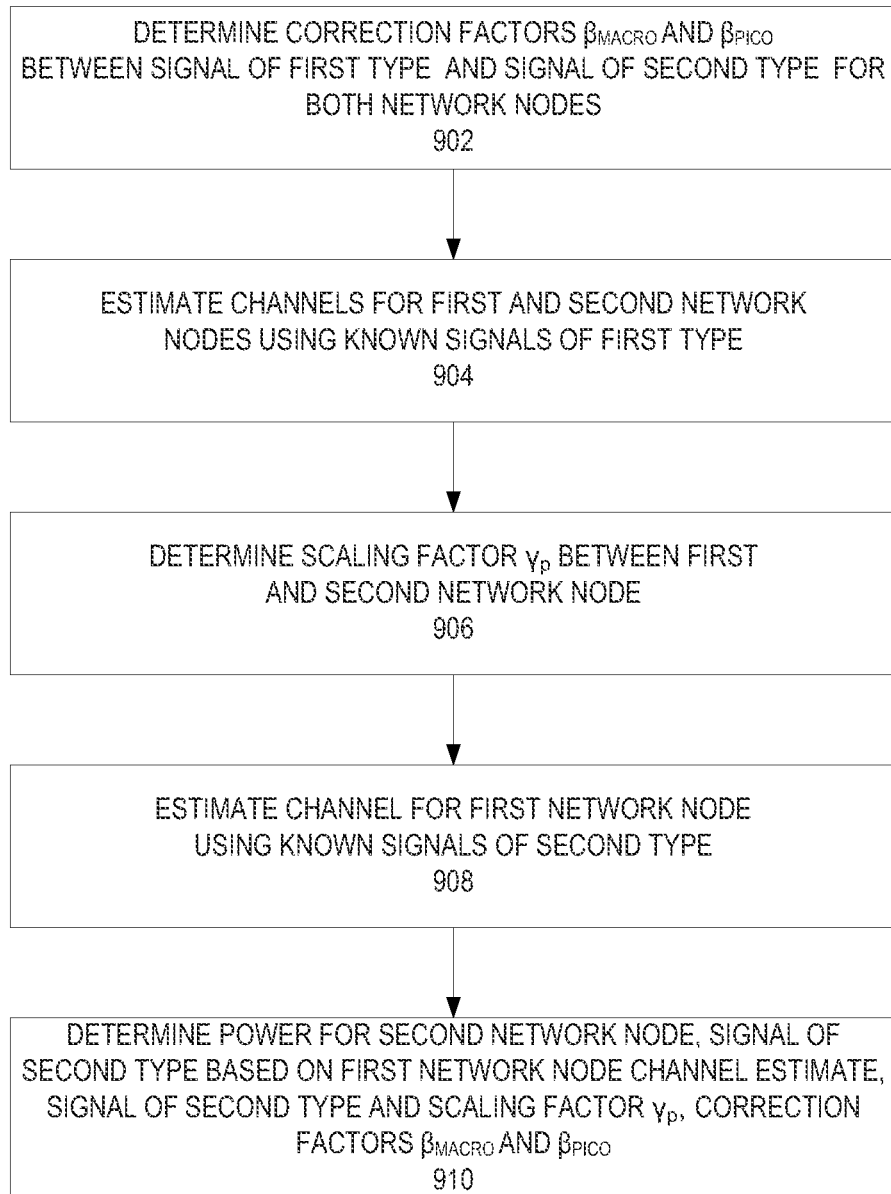 DETERMINE CORRECTION FACTORS βMACRO AND βPICO
BETWEEN SIGNAL OF FIRST TYPE AND SIGNAL OF SECOND TYPE FOR
BOTH NETWORK NODES
902
ESTIMATE CHANNELS FOR FIRST AND SECOND NETWORK
NODES USING KNOWN SIGNALS OF FIRST TYPE
904
DETERMINE SCALING FACTOR γp BETWEEN FIRST
AND SECOND NETWORK NODE
906
ESTIMATE CHANNEL FOR FIRST NETWORK NODE
USING KNOWN SIGNALS OF SECOND TYPE
908
DETERMINE POWER FOR SECOND NETWORK NODE, SIGNAL OF
SECOND TYPE BASED ON FIRST NETWORK NODE CHANNEL ESTIMATE,
SIGNAL OF SECOND TYPE AND SCALING FACTOR γp, CORRECTION
FACTORS βMACRO AND βPICO
910